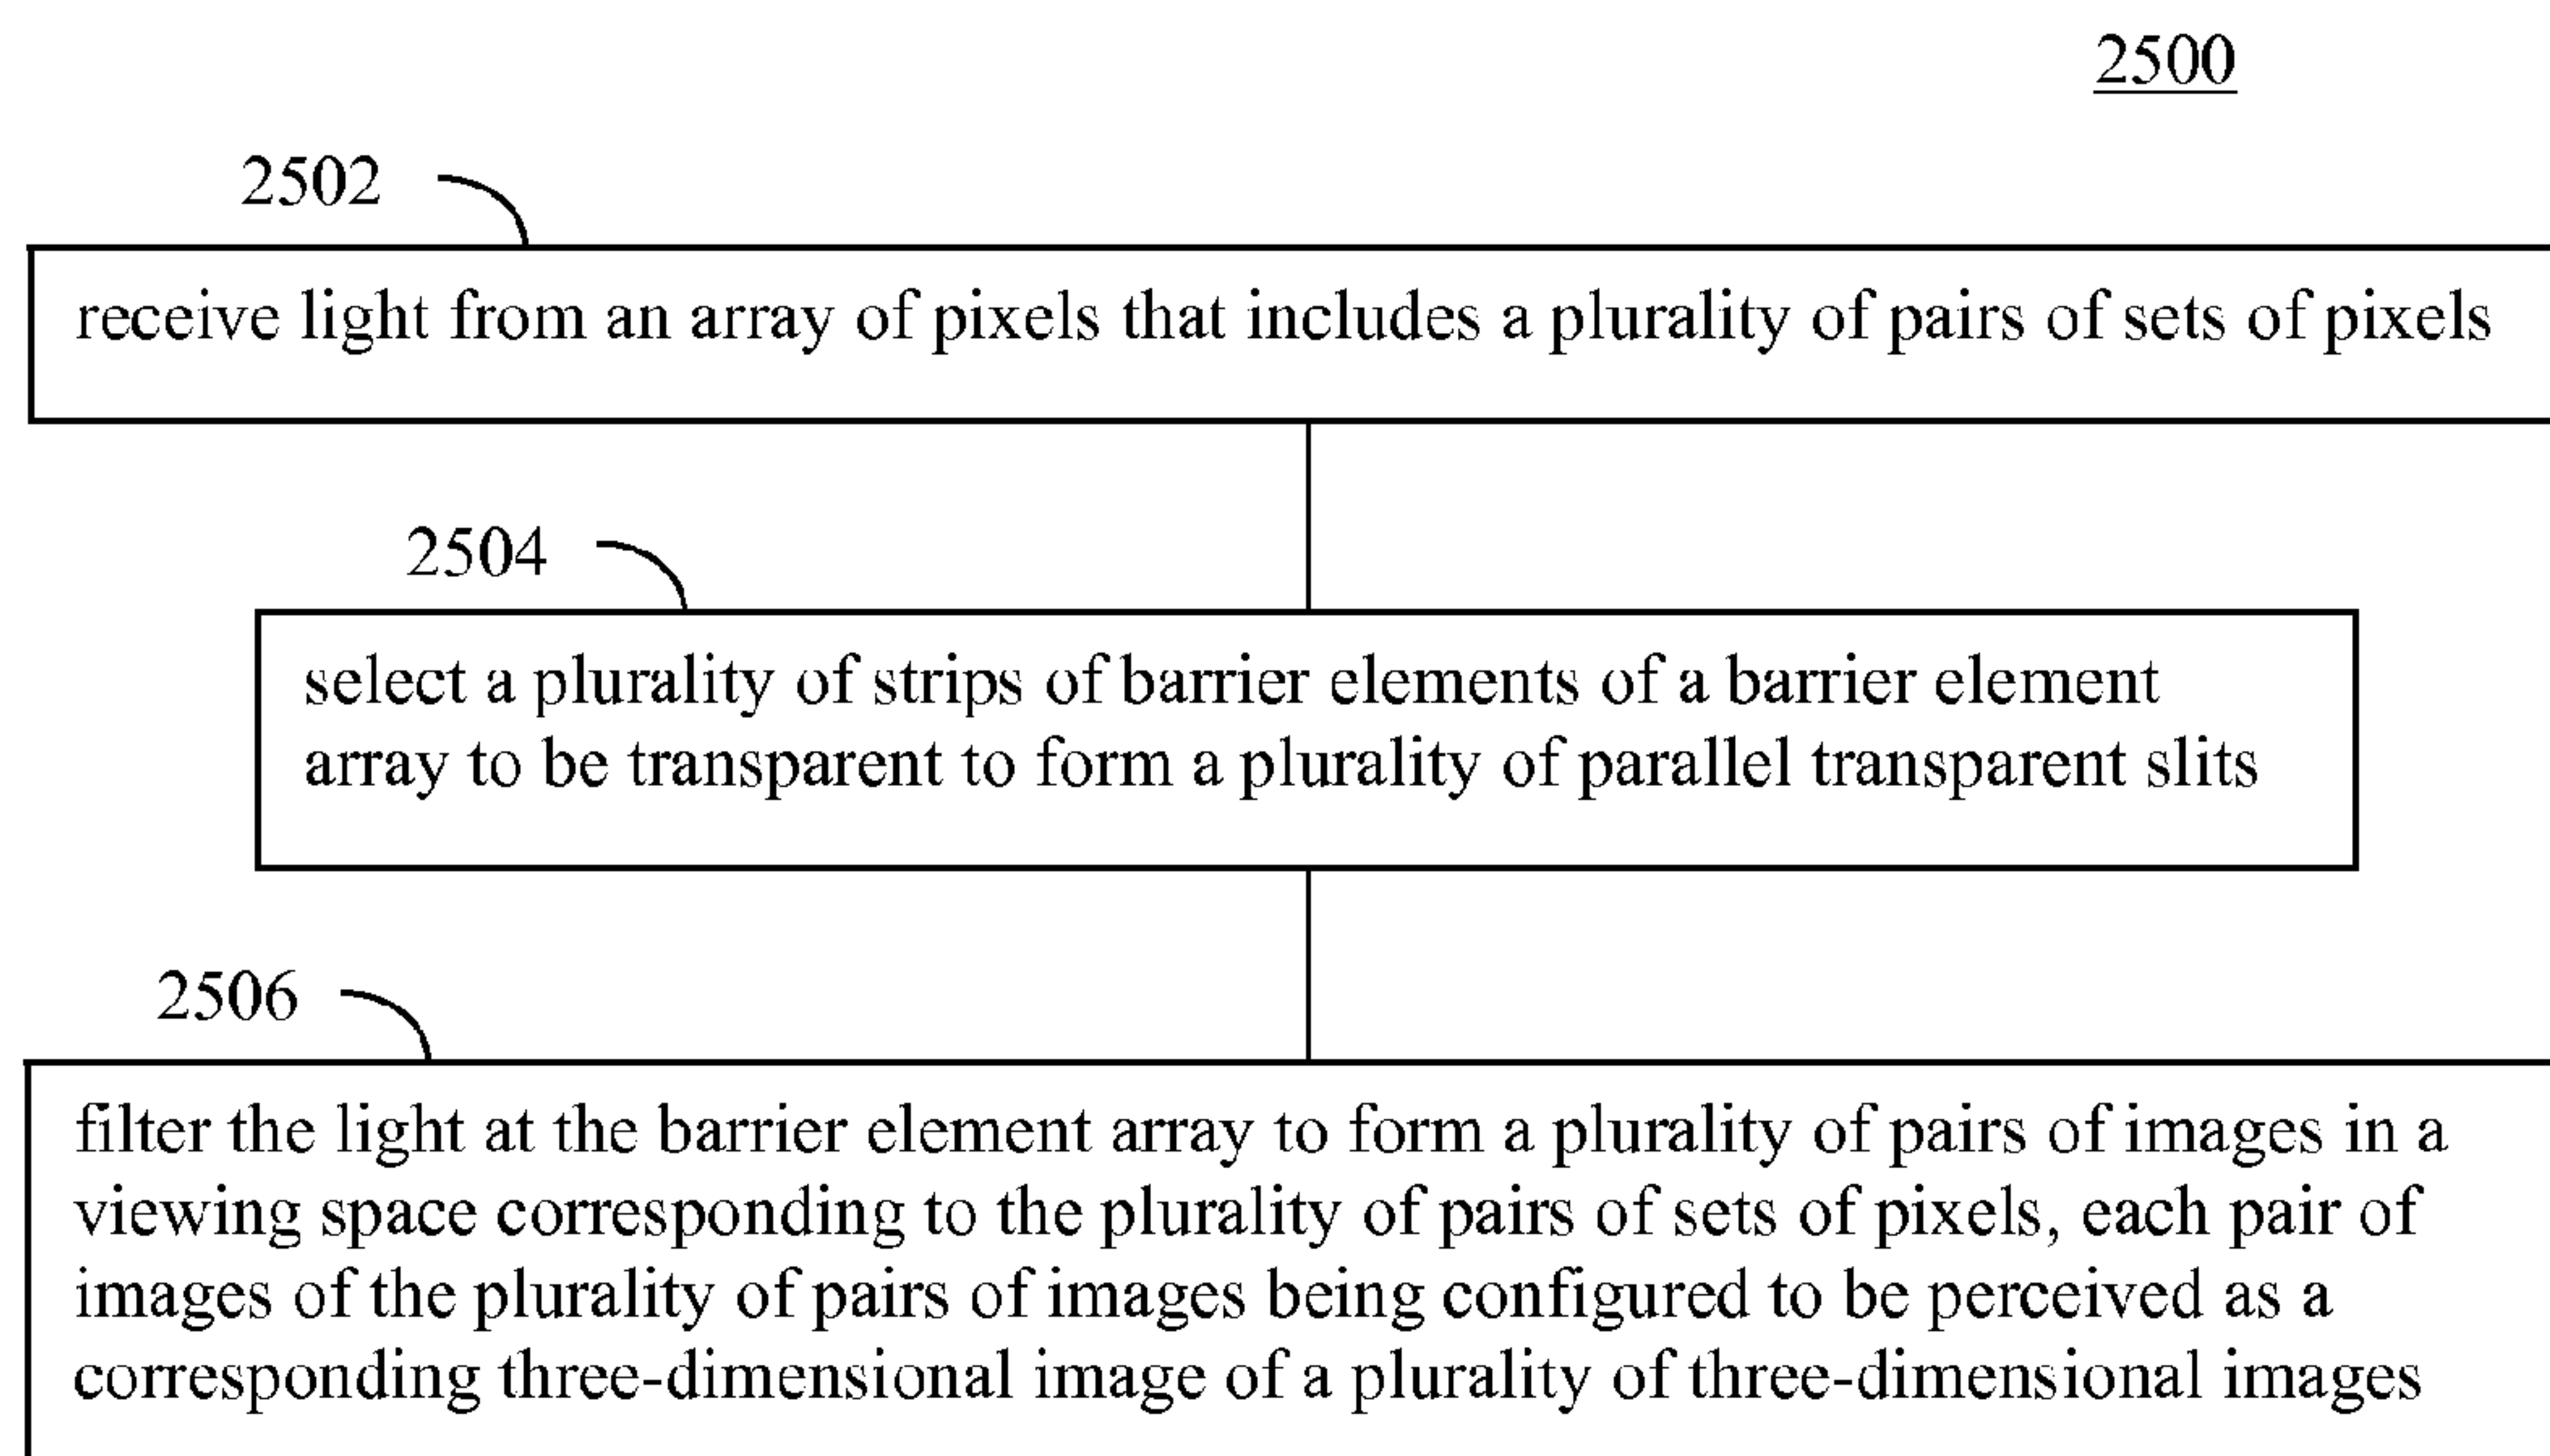 2500
2502
receive light from an array of pixels that includes a plurality of pairs of sets of pixels
2504
select a plurality of strips of barrier elements of a barrier element
array to be transparent to form a plurality of parallel transparent slits
2506
filter the light at the barrier element array to form a plurality of pairs of images in a
viewing space corresponding to the plurality of pairs of sets of pixels, each pair of
images of the plurality of pairs of images being configured to be perceived as a
corresponding three-dimensional image of a plurality of three-dimensional images